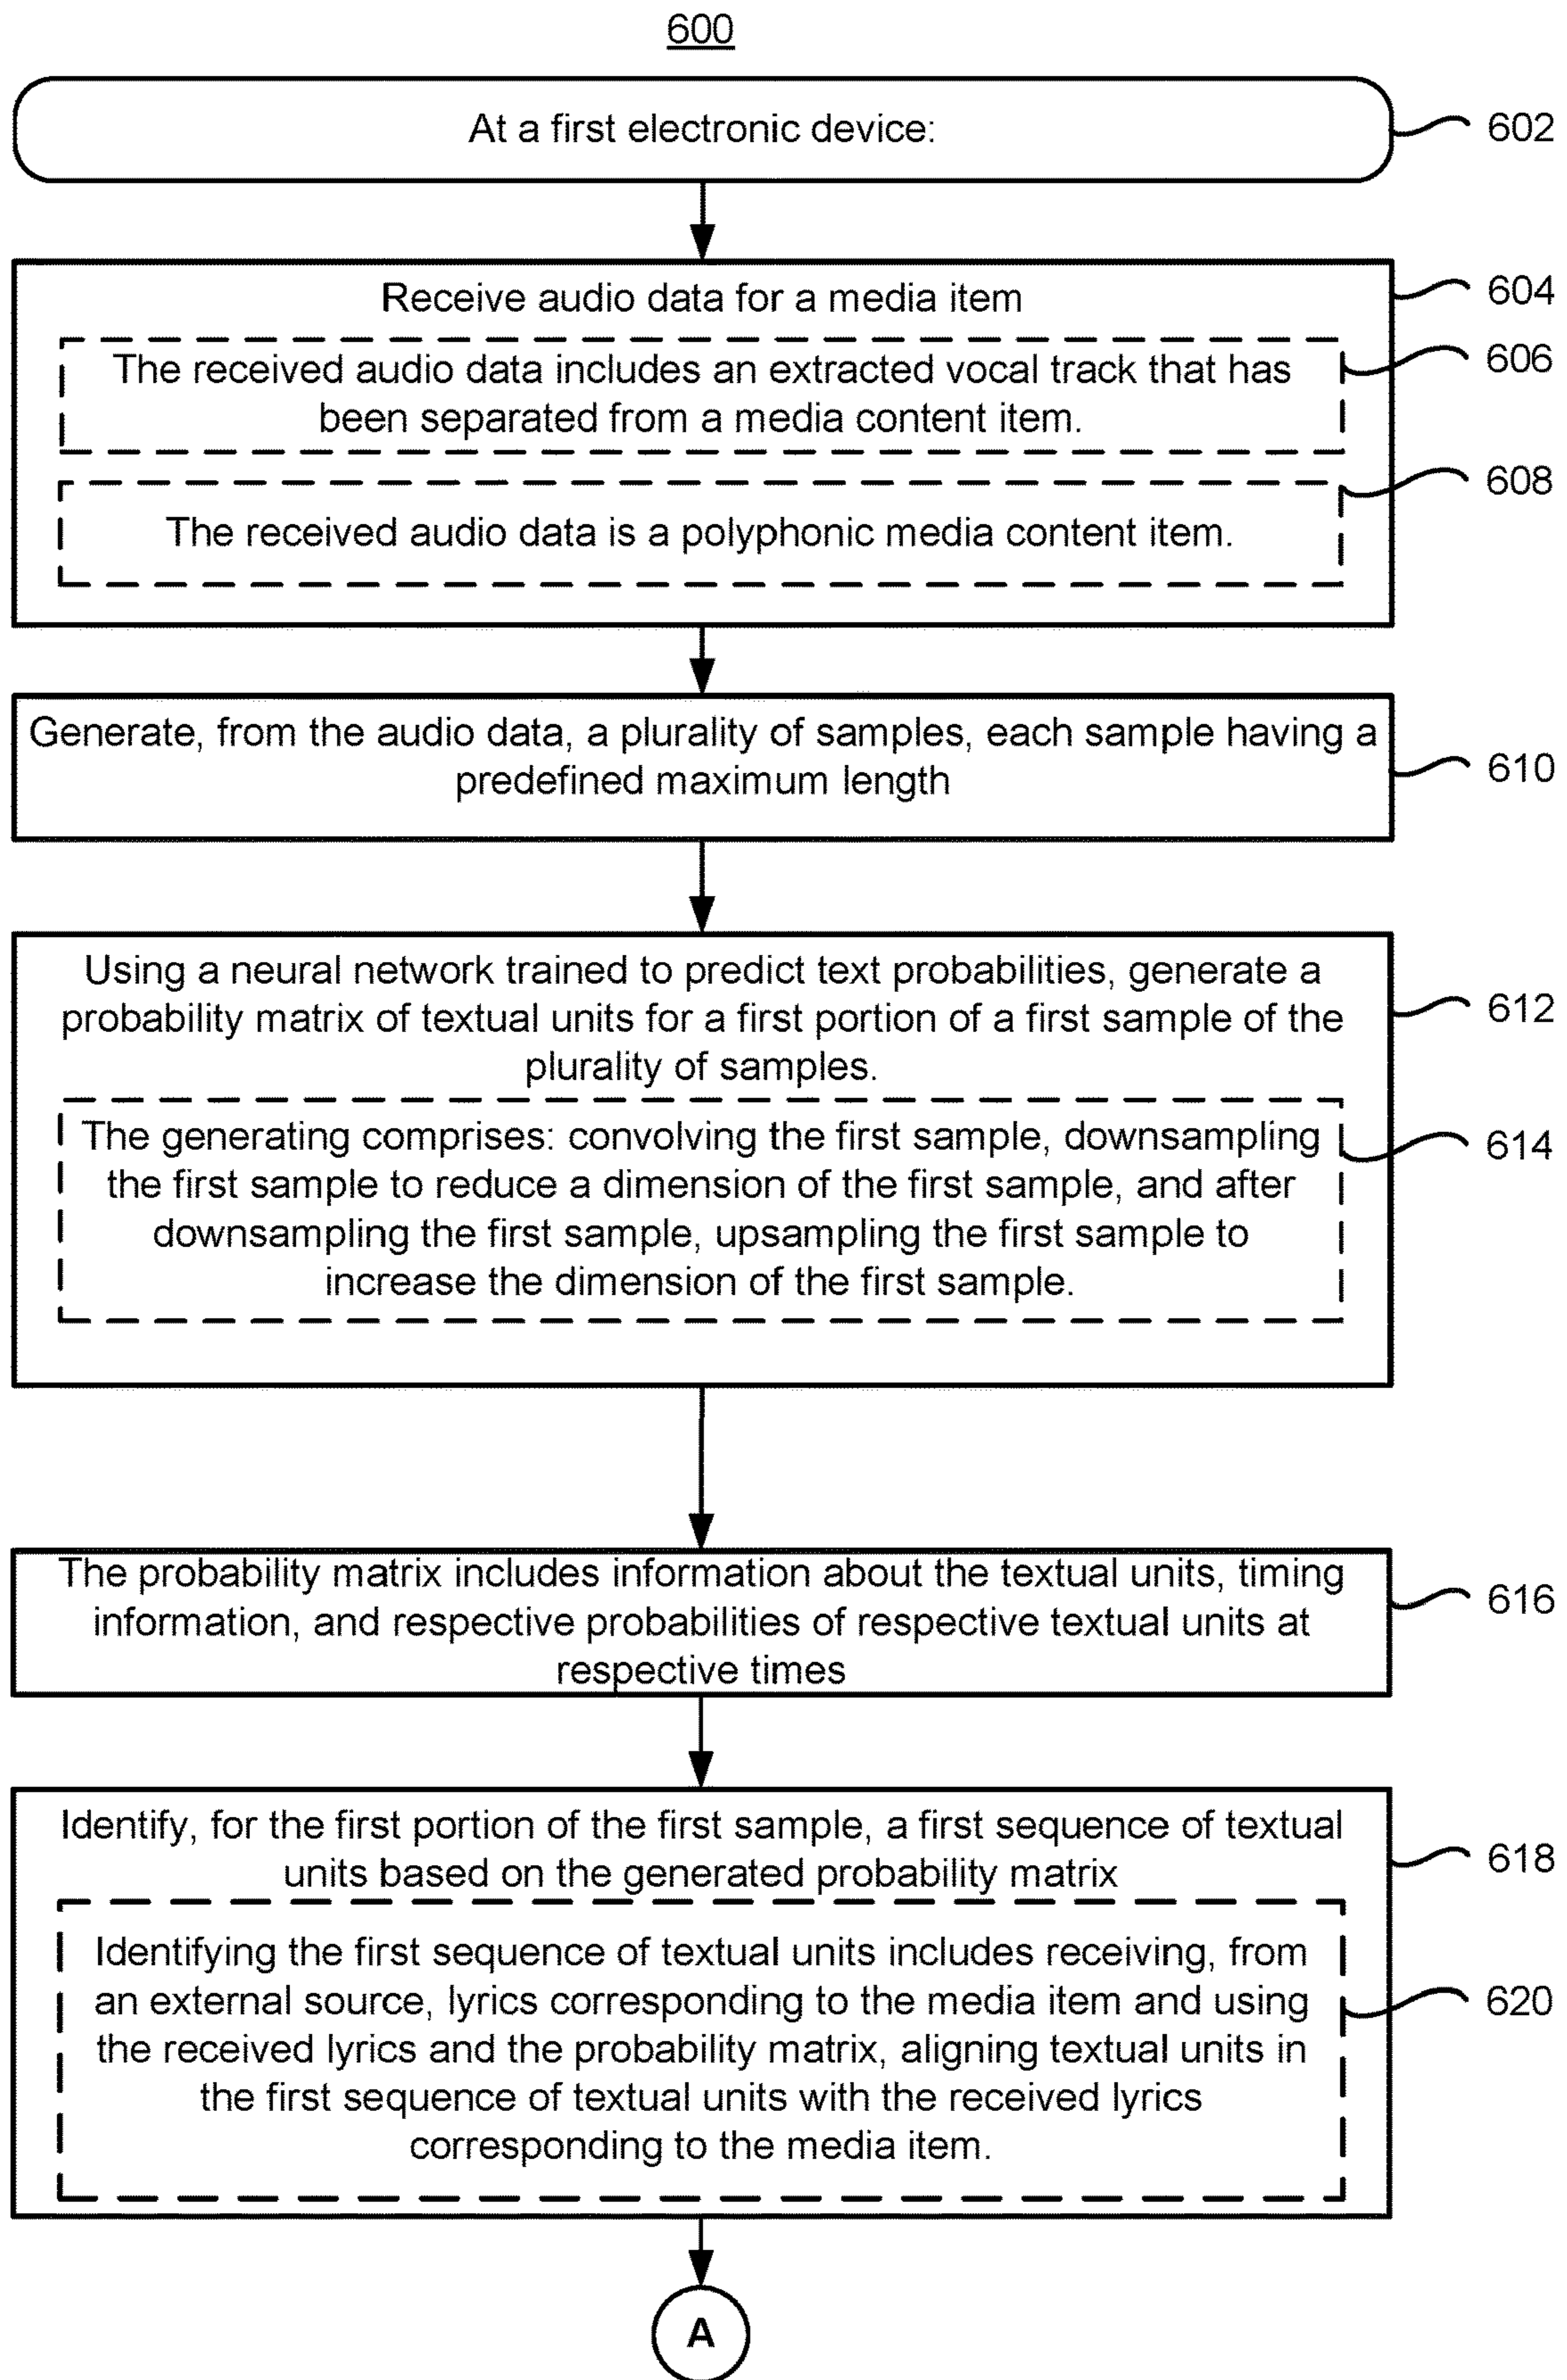 600
At a first electronic device:
602
Receive audio data for a media item
604
The received audio data includes an extracted vocal track that has
been separated from a media content item.
606
The received audio data is a polyphonic media content item.
608
Generate, from the audio data, a plurality of samples, each sample having a
predefined maximum length
610
Using a neural network trained to predict text probabilities, generate a
probability matrix of textual units for a first portion of a first sample of the
plurality of samples.
612
The generating comprises: convolving the first sample, downsampling
the first sample to reduce a dimension of the first sample, and after
downsampling the first sample, upsampling the first sample to
increase the dimension of the first sample.
614
The probability matrix includes information about the textual units, timing
information, and respective probabilities of respective textual units at
respective times
616
Identify, for the first portion of the first sample, a first sequence of textual
units based on the generated probability matrix
618
Identifying the first sequence of textual units includes receiving, from
an external source, lyrics corresponding to the media item and using
the received lyrics and the probability matrix, aligning textual units in
the first sequence of textual units with the received lyrics
corresponding to the media item.
620
A